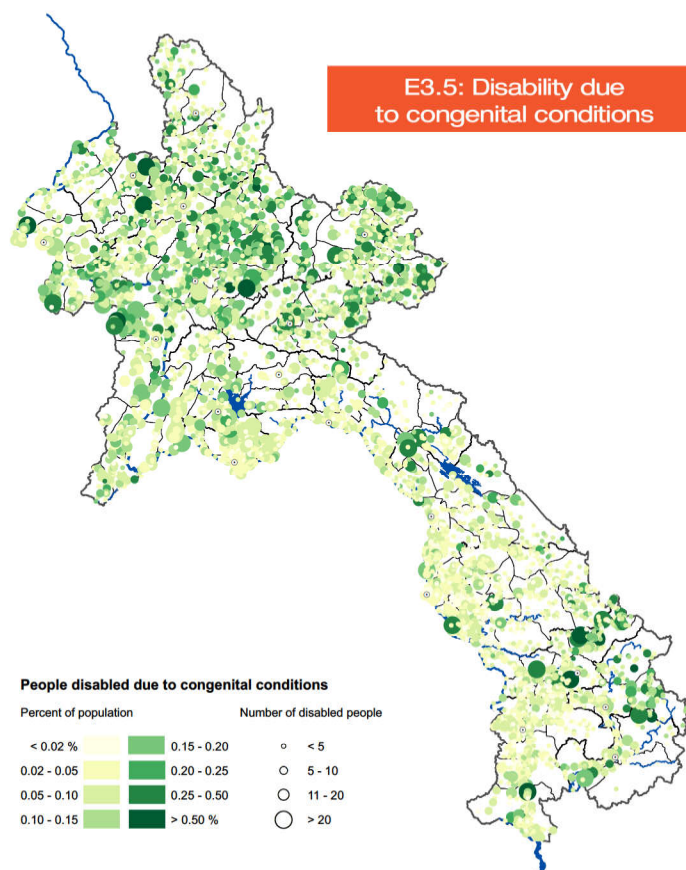 E3.5: Disability due
to congenital conditions
People disabled due to congenital conditions
Percent of population
Number of disabled people
< 0.02 %
0.15 - 0.20
< 5
0.02 - 0.05
0.20 - 0.25
5 - 10
0.05 - 0.10
0.25 - 0.50
11 - 20
0.10 - 0.15
> 0.50 %
> 20